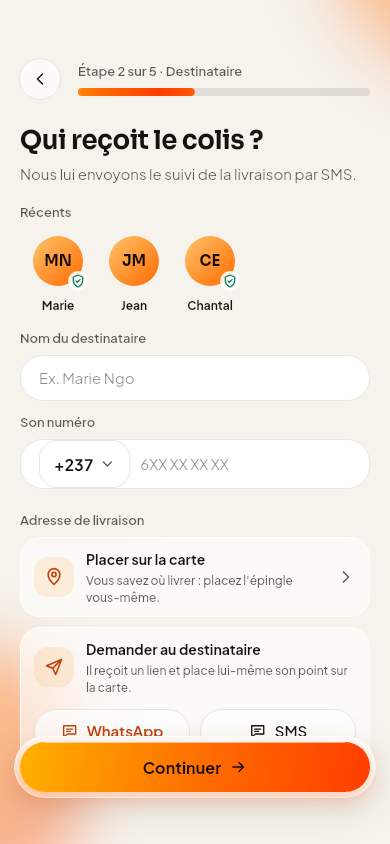 Étape 2 sur 5 · Destinataire
Qui reçoit le colis ?
Nous lui envoyons le suivi de la livraison par SMS.
Récents
MN JM CE
Marie Jean Chantal
Nom du destinataire
Ex. Marie Ngo
Son numéro
+237 6XX XX XX XX
Adresse de livraison
Placer sur la carte
Vous savez où livrer : placez l’épingle
vous-même.
Demander au destinataire
Il reçoit un lien et place lui-même son point sur
la carte.
WhatsApp SMS
Continuer